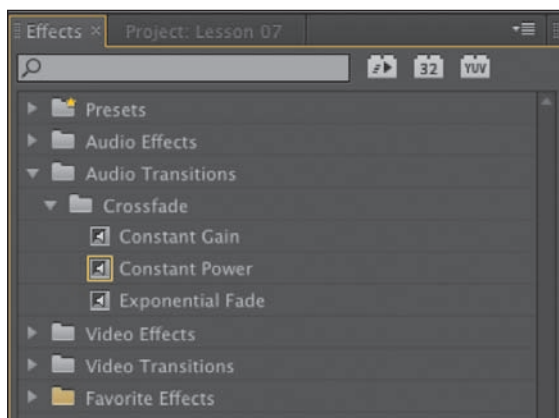 Effects × Project: Lesson 07
32 YUV
Presets
Audio Effects
Audio Transitions
Crossfade
Constant Gain
Constant Power
Exponential Fade
Video Effects
Video Transitions
Favorite Effects